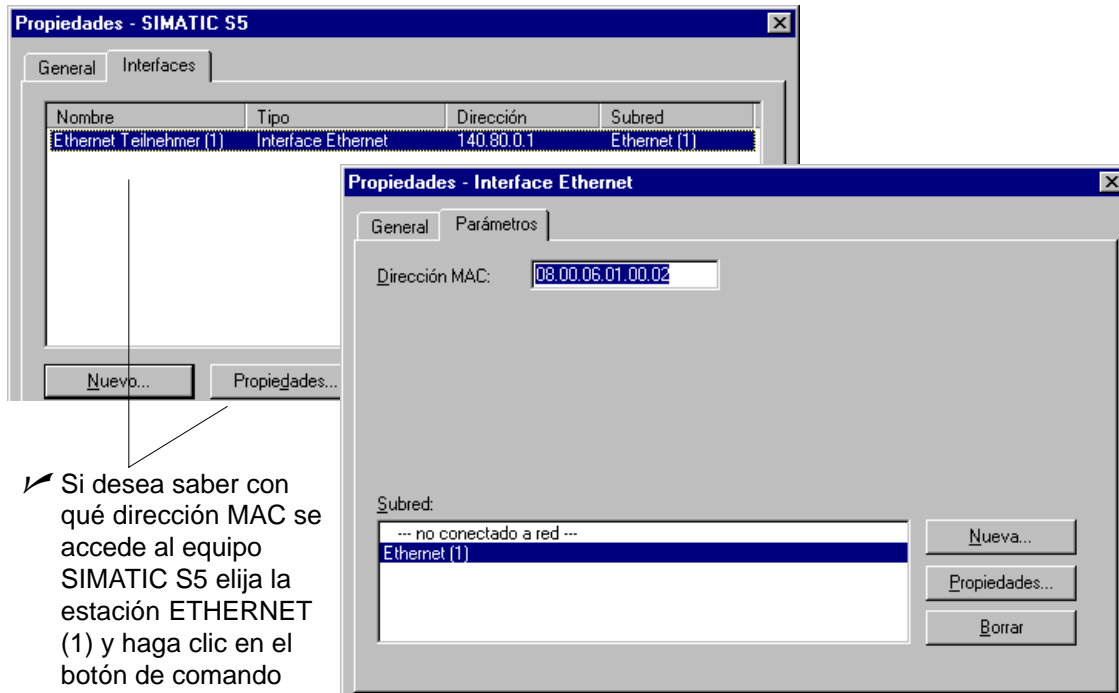 Propiedades - SIMATIC S5
General Interfaces
Nombre Tipo Dirección Subred
Ethernet Teilnehmer (1) Interface Ethernet 140.80.0.1 Ethernet (1)
Nuevo... Propiedades...
Propiedades - Interface Ethernet
General Parámetros
Dirección MAC: 08.00.06.01.00.02
Subred:
--- no conectado a red ---
Ethernet (1)
Nueva...
Propiedades...
Borrar
Si desea saber con
qué dirección MAC se
accede al equipo
SIMATIC S5 elija la
estación ETHERNET
(1) y haga clic en el
botón de comando